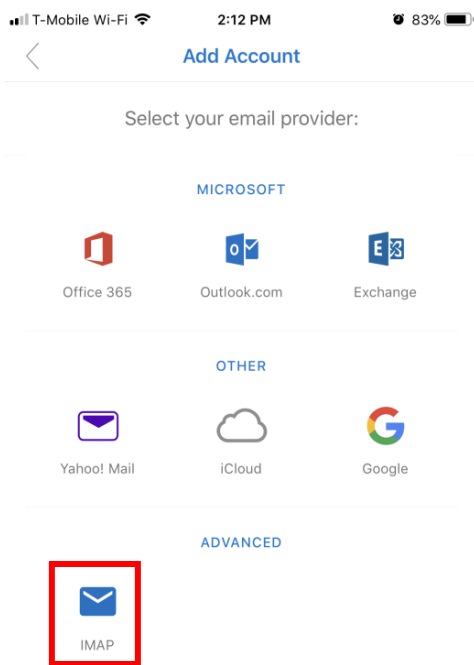 T-Mobile Wi-Fi 2:12 PM 83%
Add Account
Select your email provider:
MICROSOFT
Office 365 Outlook.com Exchange
OTHER
Yahoo! Mail iCloud Google
ADVANCED
IMAP